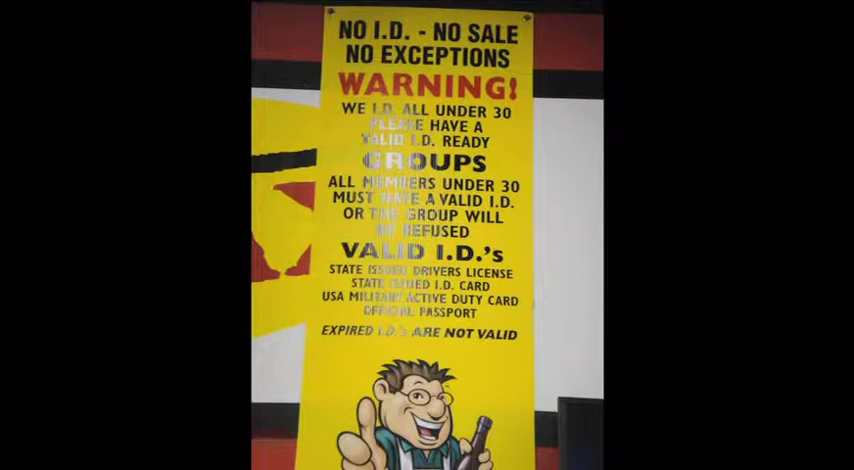 NO I.D. - NO SALE
NO EXCEPTIONS
WARNING!
WE I.D. ALL UNDER 30
PLEASE HAVE A
VALID I.D. READY
GROUPS
ALL MEMBERS UNDER 30
MUST HAVE A VALID I.D.
OR THE GROUP WILL
BE REFUSED
VALID I.D.'s
STATE ISSUED DRIVERS LICENSE
STATE ISSUED I.D. CARD
USA MILITARY ACTIVE DUTY CARD
OFFICIAL PASSPORT
EXPIRED I.D.'s ARE NOT VALID